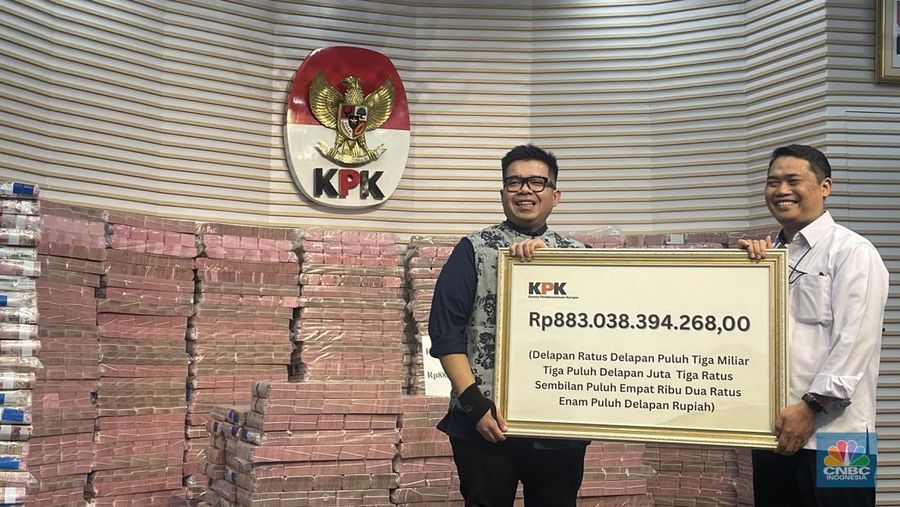 KPK
KPK
Komisi Pemberantasan Korupsi
Rp883.038.394.268,00
(Delapan Ratus Delapan Puluh Tiga Miliar
Tiga Puluh Delapan Juta Tiga Ratus
Sembilan Puluh Empat Ribu Dua Ratus
Enam Puluh Delapan Rupiah)
Rp88
CNBC
INDONESIA